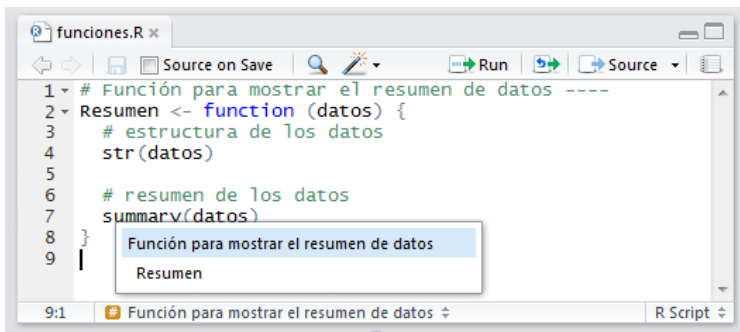 funciones.R
Source on Save Run Source
1 # Función para mostrar el resumen de datos ----
2 Resumen <- function (datos) {
3 # estructura de los datos
4 str(datos)
5
6 # resumen de los datos
7 summary(datos)
8 }
9
Función para mostrar el resumen de datos
Resumen
9:1 # Función para mostrar el resumen de datos R Script